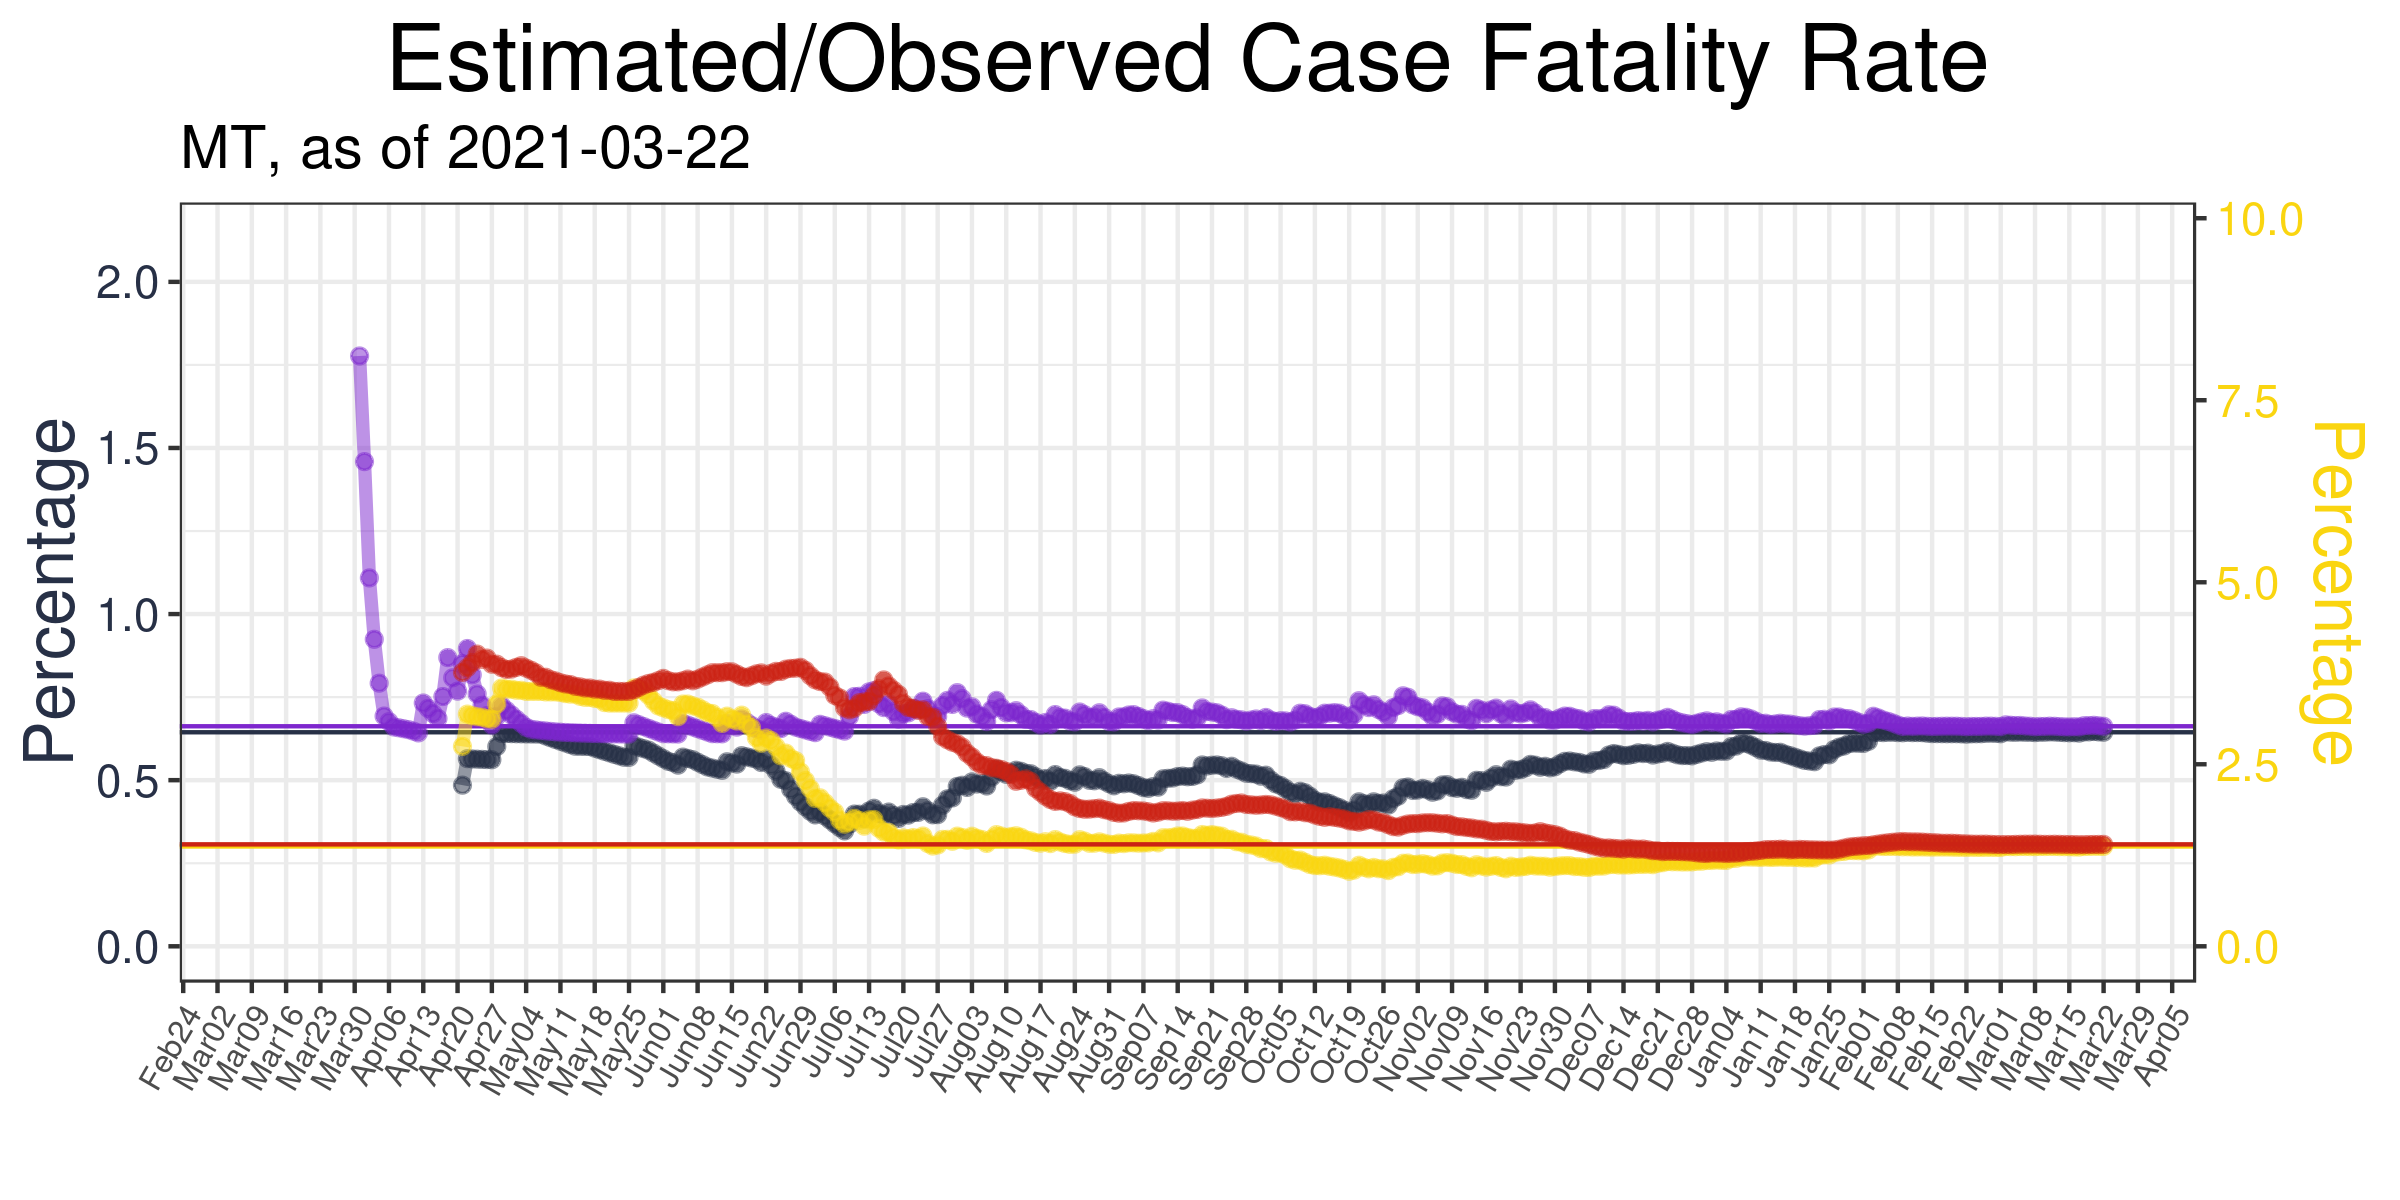 Estimated/Observed Case Fatality Rate
MT, as of 2021-03-22
Percentage
2.0
1.5
1.0
0.5
0.0
10.0
7.5
5.0
2.5
0.0
Percentage
Feb24
Mar02
Mar09
Mar16
Mar23
Mar30
Apr06
Apr13
Apr20
Apr27
May04
May11
May18
May25
Jun01
Jun08
Jun15
Jun22
Jun29
Jul06
Jul13
Jul20
Jul27
Aug03
Aug10
Aug17
Aug24
Aug31
Sep07
Sep14
Sep21
Sep28
Oct05
Oct12
Oct19
Oct26
Nov02
Nov09
Nov16
Nov23
Nov30
Dec07
Dec14
Dec21
Dec28
Jan04
Jan11
Jan18
Jan25
Feb01
Feb08
Feb15
Feb22
Mar01
Mar08
Mar15
Mar22
Mar29
Apr05